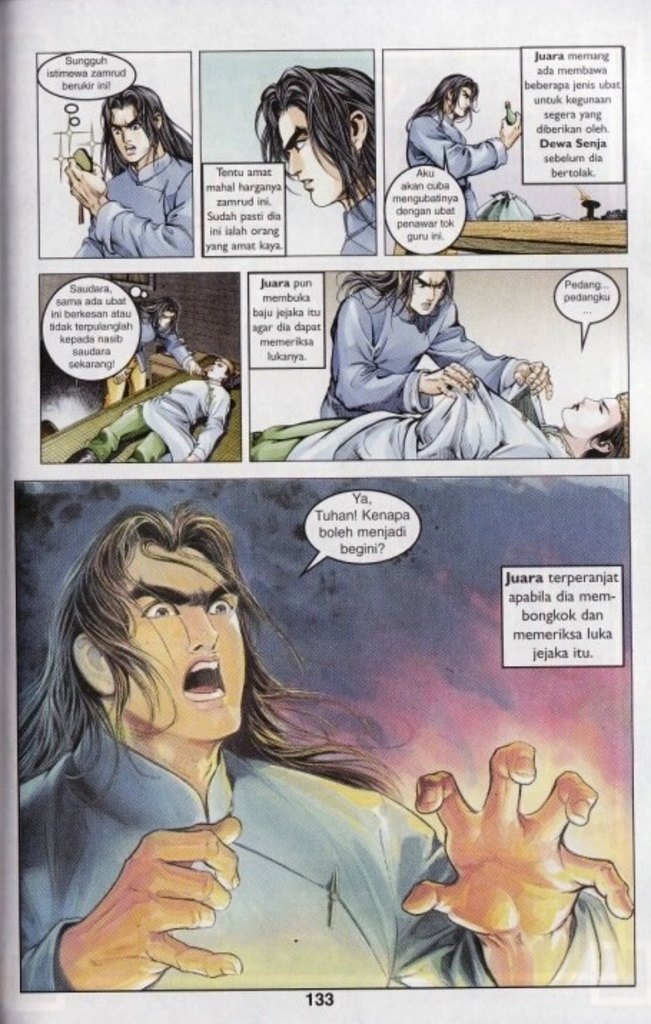 Sungguh
istimewa zamrud
berukir ini!
Tentu amat
mahal harganya
zamrud ini.
Sudah pasti dia
ini ialah orang
yang amat kaya.
Juara memang
ada membawa
beberapa jenis ubat
untuk kegunaan
segera yang
diberikan oleh.
Dewa Senja
sebelum dia
bertolak.
Aku
akan cuba
mengubatinya
dengan ubat
penawar tok
guru ini.
Saudara,
sama ada ubat
ini berkesan atau
tidak terpulanglah
kepada nasib
saudara
sekarang!
Juara pun
membuka
baju jejaka itu
agar dia dapat
memeriksa
lukanya.
Pedang...
pedangku
...
Ya,
Tuhan! Kenapa
boleh menjadi
begini?
Juara terperanjat
apabila dia mem-
bongkok dan
memeriksa luka
jejaka itu.
133